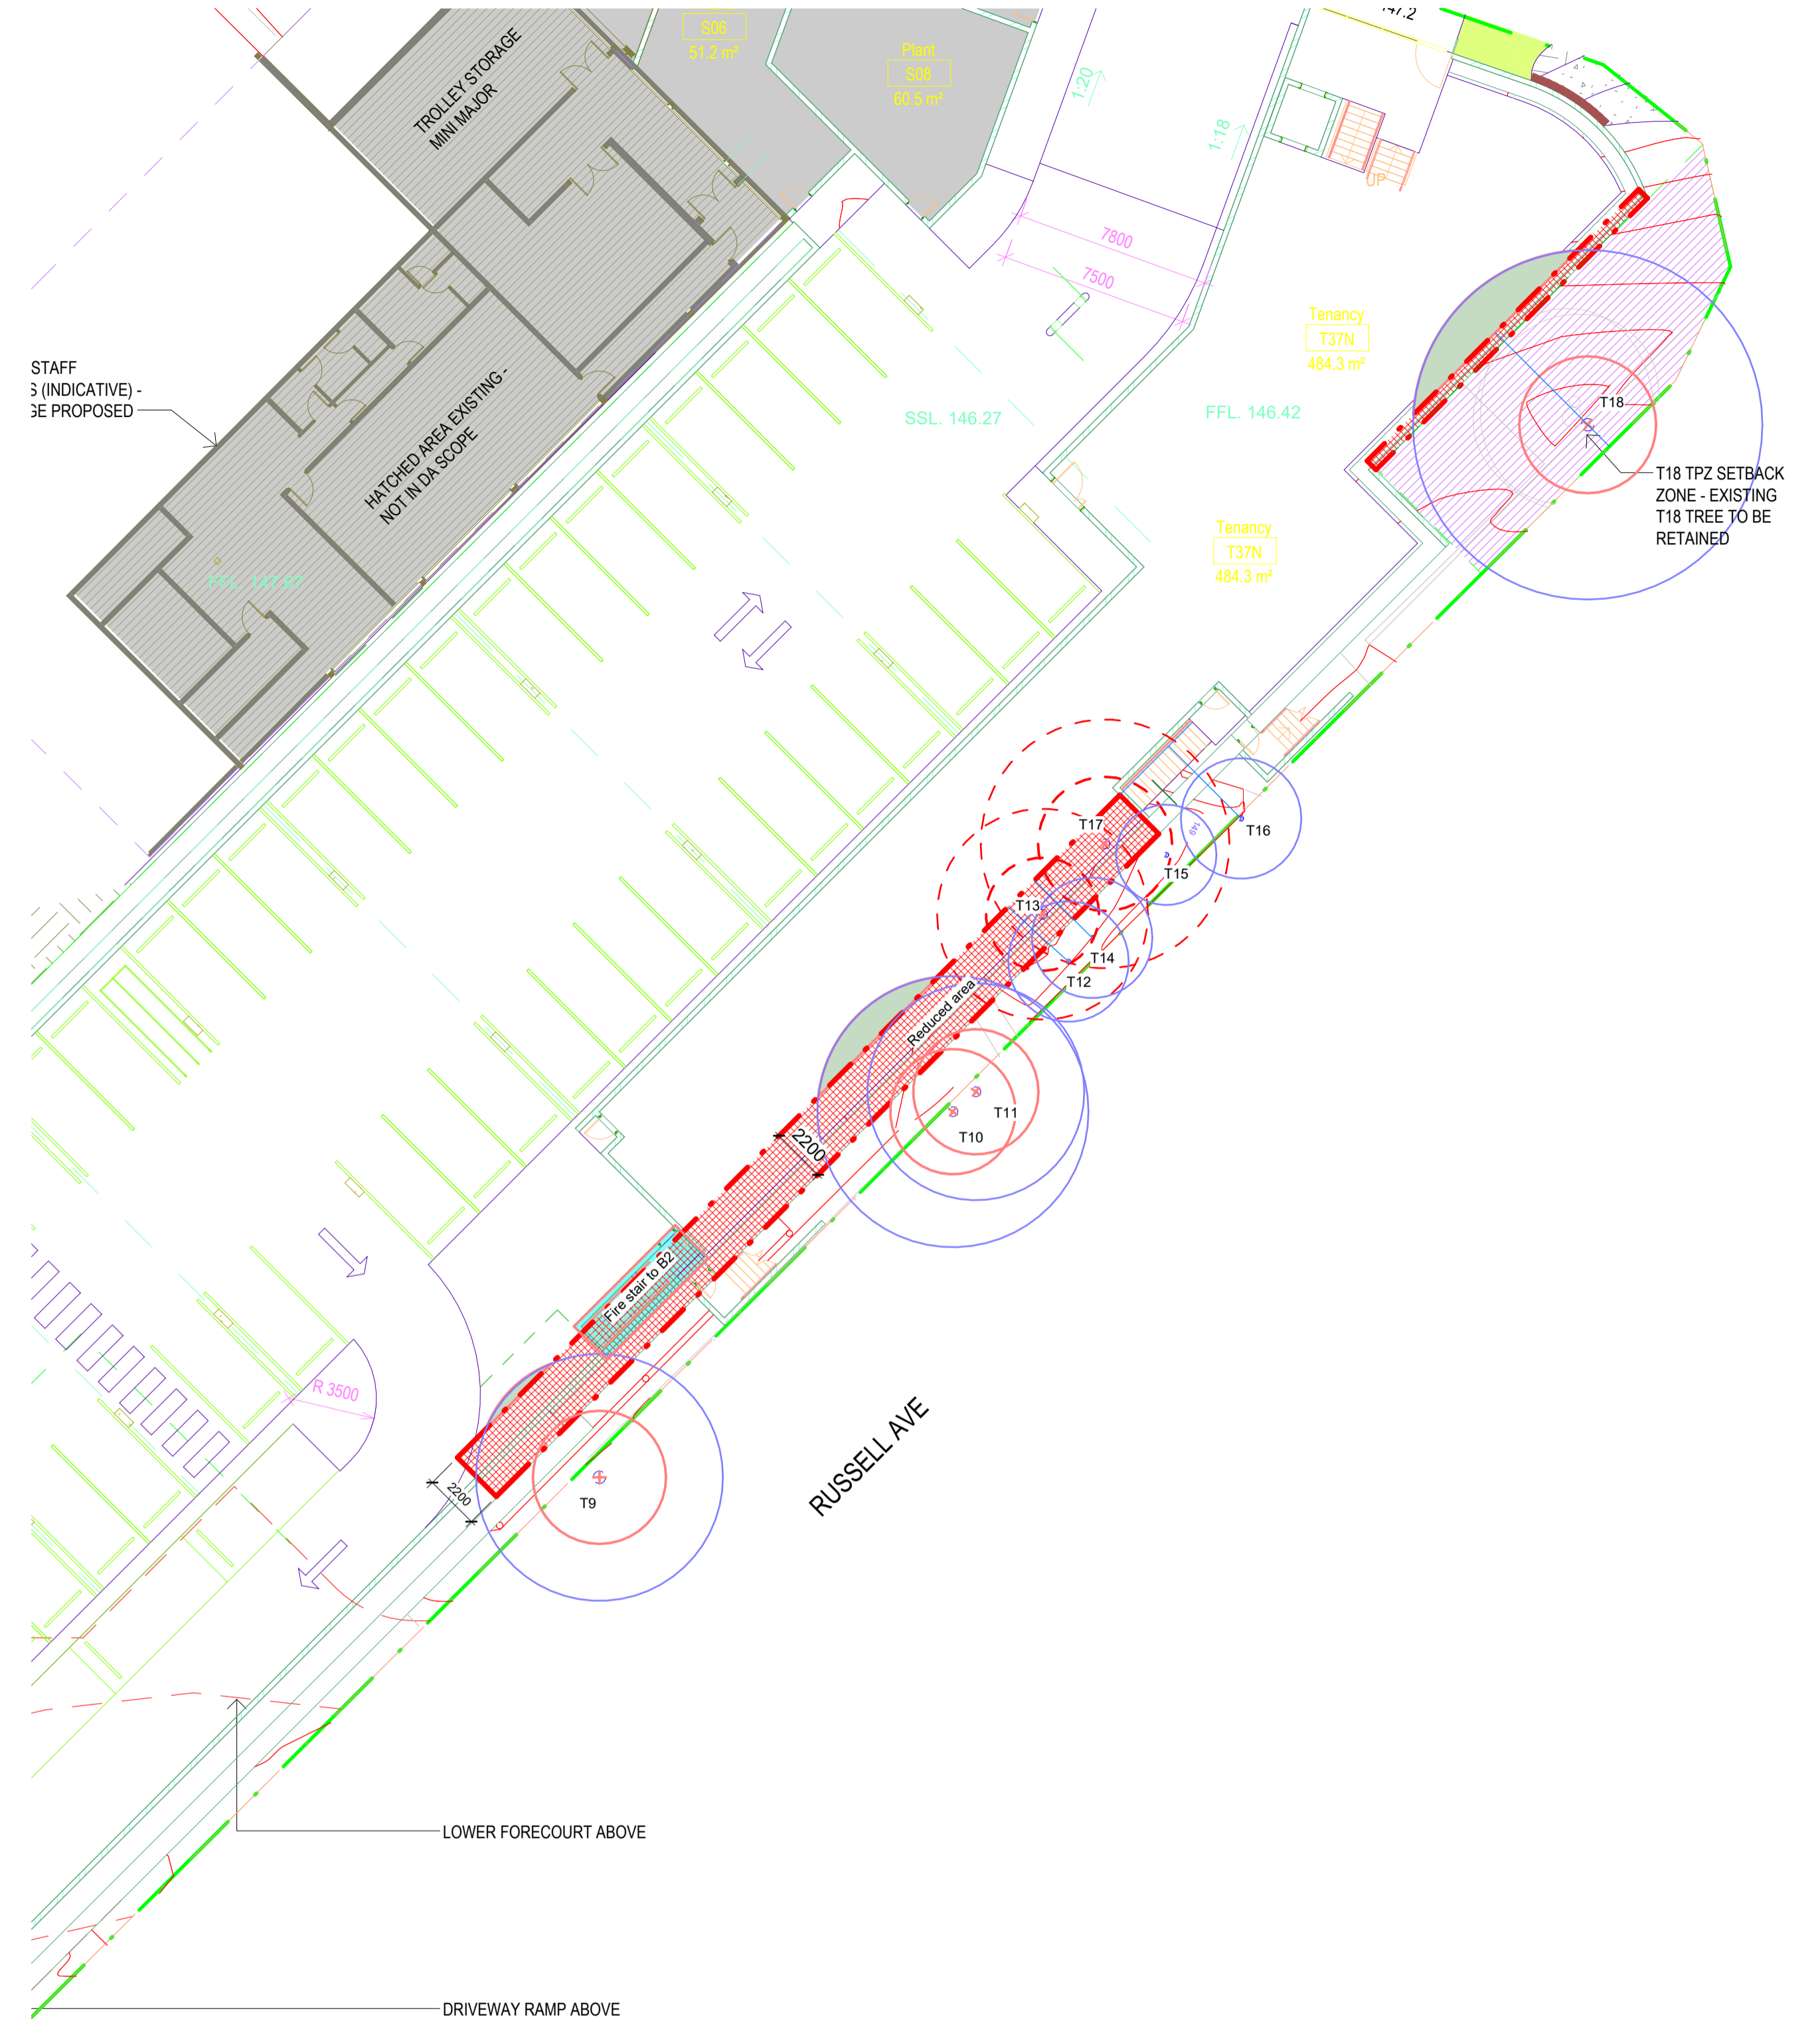 S06
51.2 m²
Plant
S08
60.5 m²
147.2
TROLLEY STORAGE
MINI MAJOR
1:20
1:18
UP
7800
7500
Tenancy
T37N
484.3 m²
STAFF
S (INDICATIVE) -
GE PROPOSED
HATCHED AREA EXISTING -
NOT IN DA SCOPE
SSL. 146.27
FFL. 146.42
T18
T18 TPZ SETBACK
ZONE - EXISTING
T18 TREE TO BE
RETAINED
Tenancy
T37N
484.3 m²
FFL. 147.67
T17
149
T16
T15
T13
T14
T12
Reduced area
T11
T10
2200
Fire stair to B2
R 3500
2200
T9
RUSSELL AVE
LOWER FORECOURT ABOVE
DRIVEWAY RAMP ABOVE